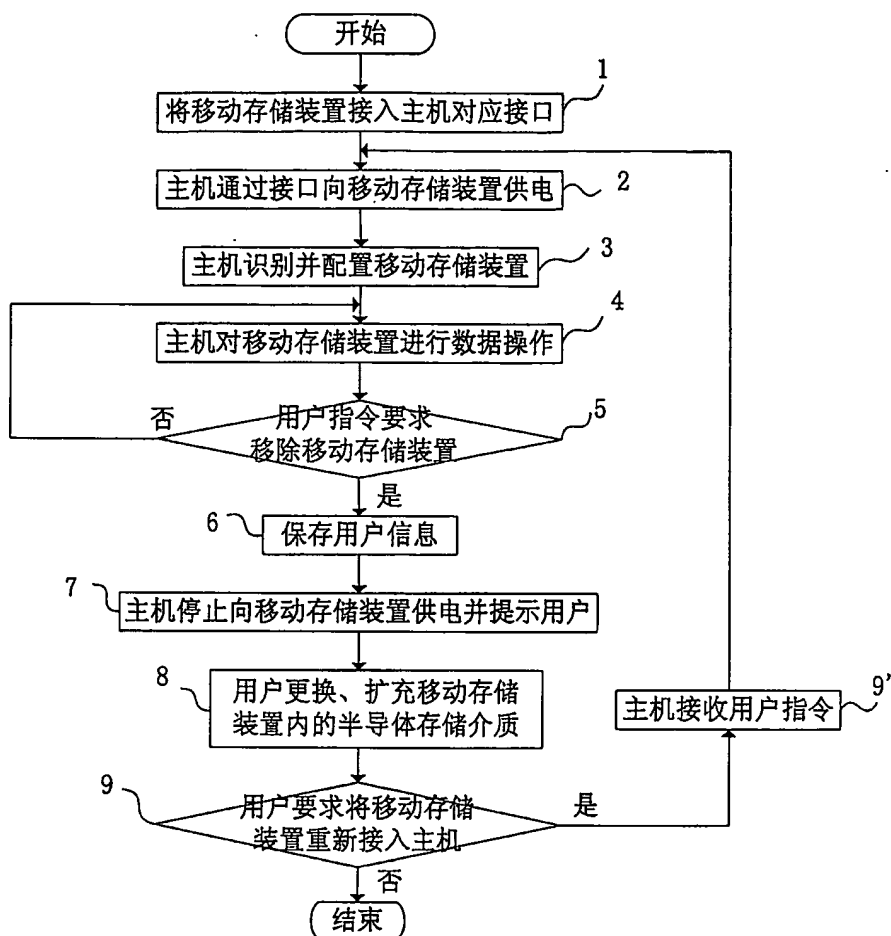 开始
1
将移动存储装置接入主机对应接口
主机通过接口向移动存储装置供电
2
主机识别并配置移动存储装置
3
4
主机对移动存储装置进行数据操作
否
用户指令要求
移除移动存储装置
5
是
6
保存用户信息
7
主机停止向移动存储装置供电并提示用户
8
用户更换、扩充移动存储
装置内的半导体存储介质
9'
主机接收用户指令
9
用户要求将移动存储
装置重新接入主机
是
否
结束